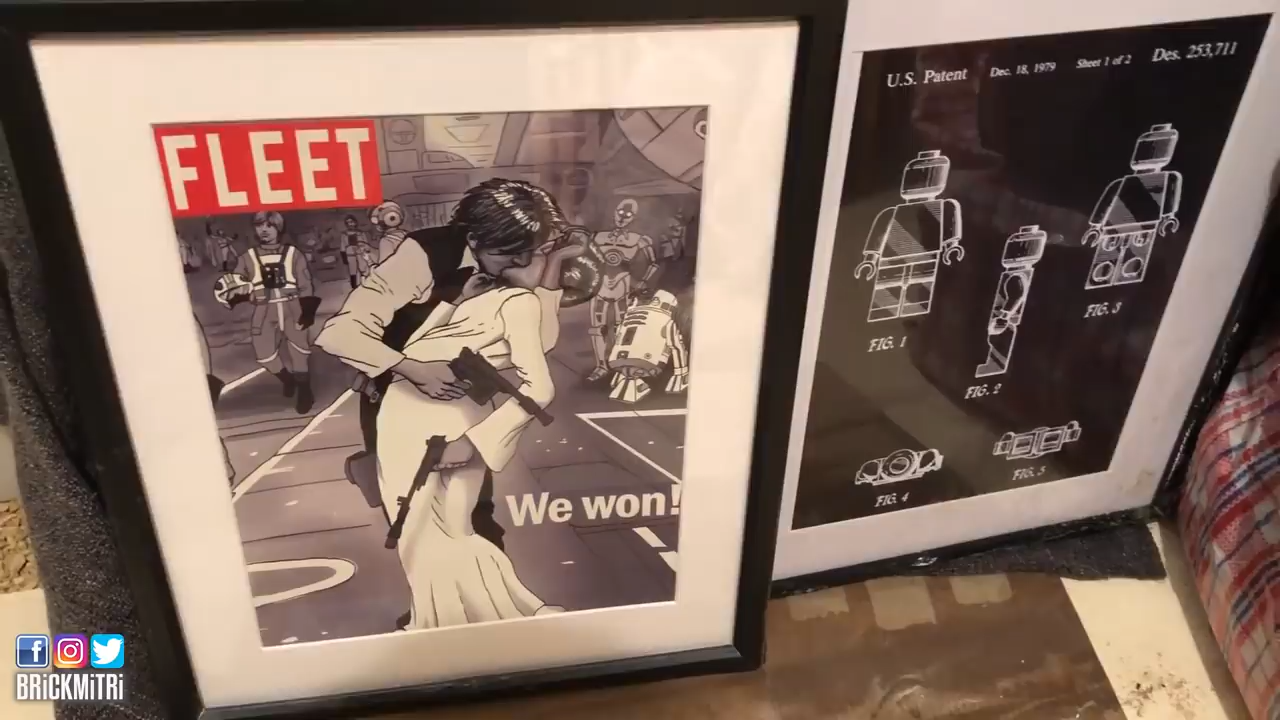 FLEET
We won!
U.S. Patent Dec. 18, 1979 Sheet 1 of 2 Des. 253,711
FIG. 1
FIG. 2
FIG. 3
FIG. 4
FIG. 5
BRiCKMiTRi